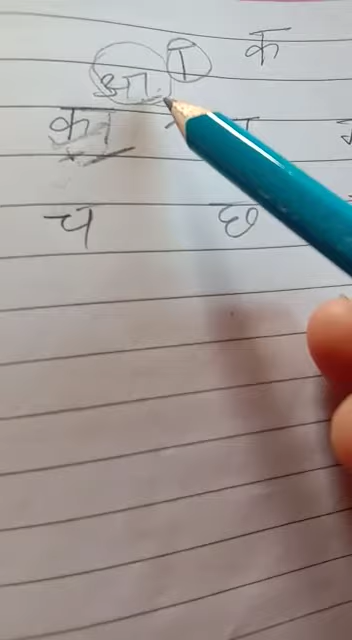 आ ा क
का
च छ